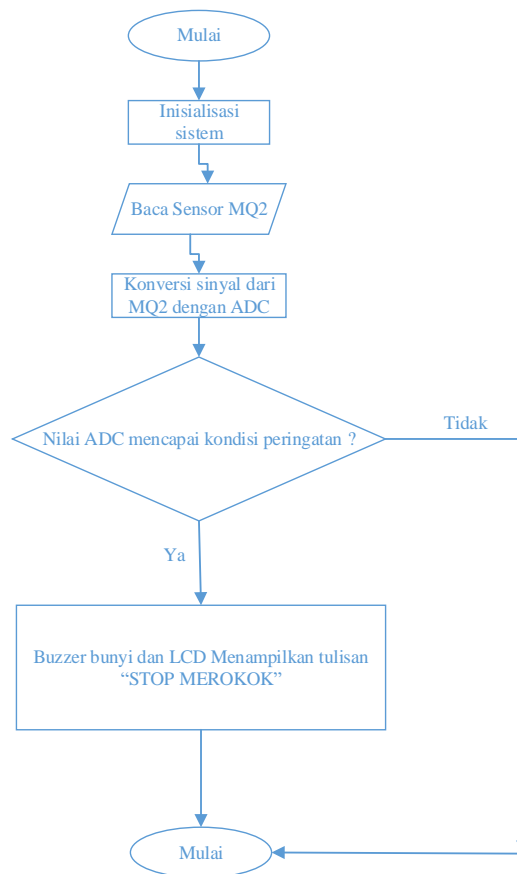 Mulai
Inisialisasi
sistem
Baca Sensor MQ2
Konversi sinyal dari
MQ2 dengan ADC
Nilai ADC mencapai kondisi peringatan ?
Tidak
Ya
Buzzer bunyi dan LCD Menampilkan tulisan
“STOP MEROKOK”
Mulai